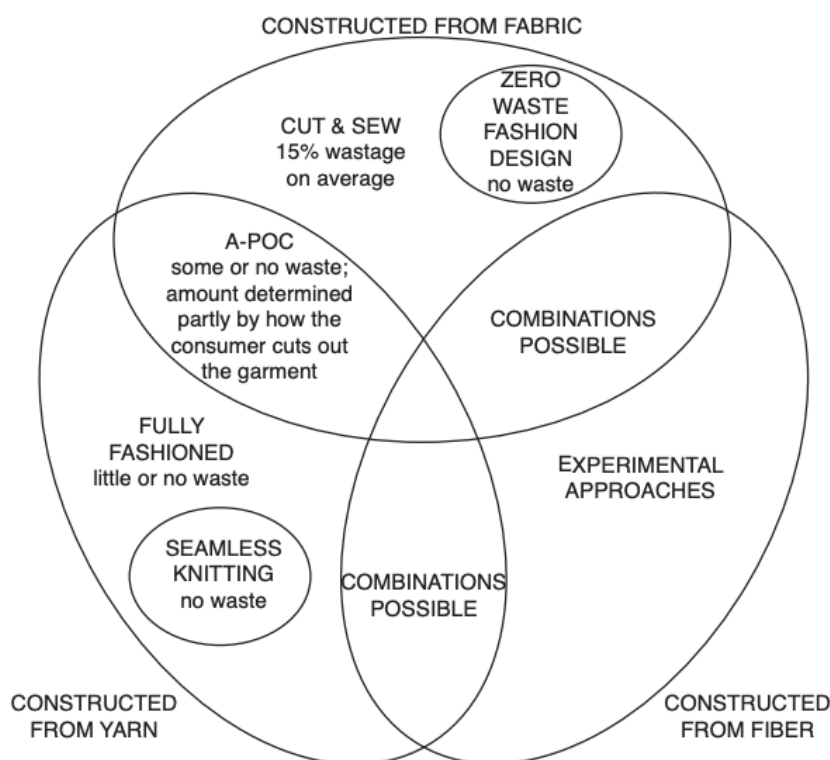 CONSTRUCTED FROM FABRIC
ZERO
WASTE
FASHION
DESIGN
no waste
CUT & SEW
15% wastage
on average
A-POC
some or no waste;
amount determined
partly by how the
consumer cuts out
the garment
COMBINATIONS
POSSIBLE
FULLY
FASHIONED
little or no waste
EXPERIMENTAL
APPROACHES
SEAMLESS
KNITTING
no waste
COMBINATIONS
POSSIBLE
CONSTRUCTED
FROM YARN
CONSTRUCTED
FROM FIBER